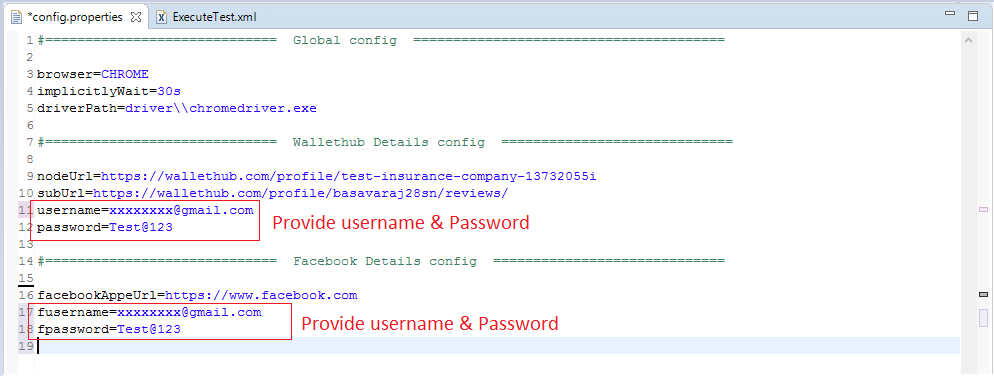 *config.properties ExecuteTest.xml
1 #============================= Global config =======================================
2
3 browser=CHROME
4 implicitlyWait=30s
5 driverPath=driver\\chromedriver.exe
6
7 #============================= Wallethub Details config =============================
8
9 nodeUrl=https://wallethub.com/profile/test-insurance-company-13732055i
10 subUrl=https://wallethub.com/profile/basavaraj28sn/reviews/
11 username=xxxxxxxx@gmail.com
Provide username & Password
12 password=Test@123
13
14 #============================= Facebook Details config =============================
15
16 facebookAppeUrl=https://www.facebook.com
17 fusername=xxxxxxxx@gmail.com
Provide username & Password
18 fpassword=Test@123
19